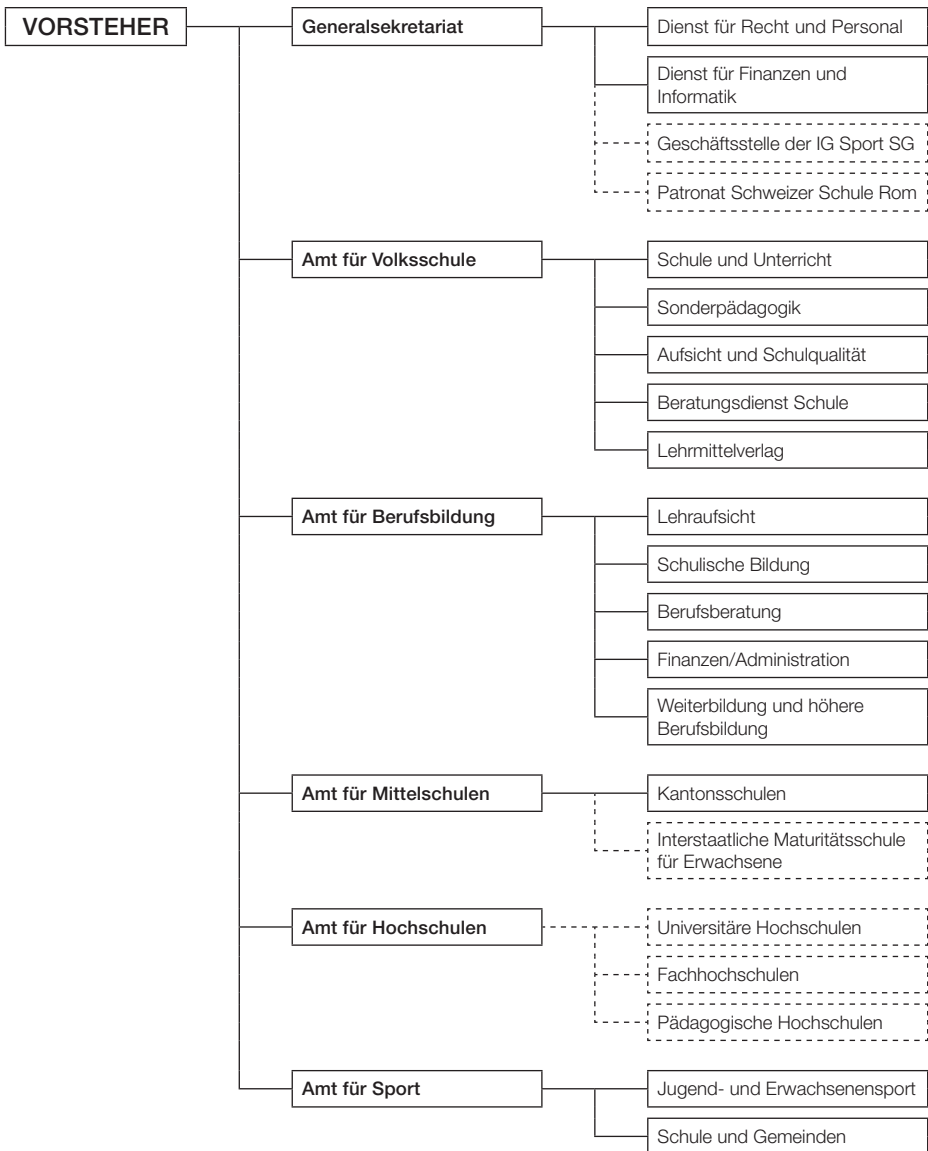 VORSTEHER
Generalsekretariat
Dienst für Recht und Personal
Dienst für Finanzen und
Informatik
Geschäftsstelle der IG Sport SG
Patronat Schweizer Schule Rom
Amt für Volksschule
Schule und Unterricht
Sonderpädagogik
Aufsicht und Schulqualität
Beratungsdienst Schule
Lehrmittelverlag
Amt für Berufsbildung
Lehraufsicht
Schulische Bildung
Berufsberatung
Finanzen/Administration
Weiterbildung und höhere
Berufsbildung
Amt für Mittelschulen
Kantonsschulen
Interstaatliche Maturitätsschule
für Erwachsene
Amt für Hochschulen
Universitäre Hochschulen
Fachhochschulen
Pädagogische Hochschulen
Amt für Sport
Jugend- und Erwachsenensport
Schule und Gemeinden